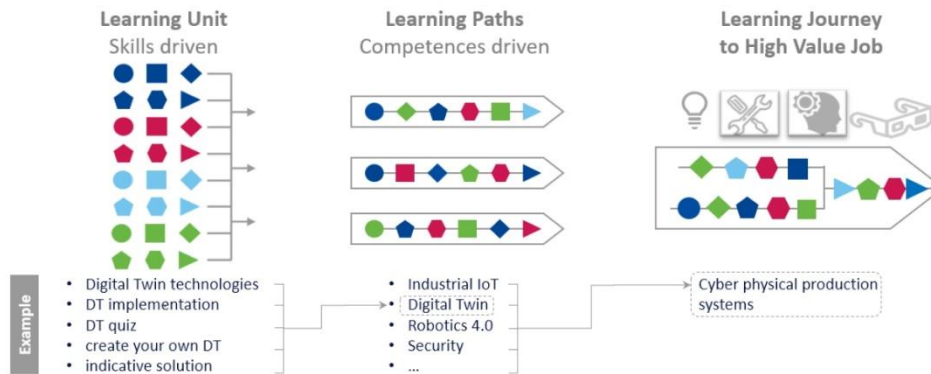 Learning Unit
Skills driven
Learning Paths
Competences driven
Learning Journey
to High Value Job
Example
• Digital Twin technologies
• DT implementation
• DT quiz
• create your own DT
• indicative solution
• Industrial IoT
• Digital Twin
• Robotics 4.0
• Security
• ...
Cyber physical production
systems